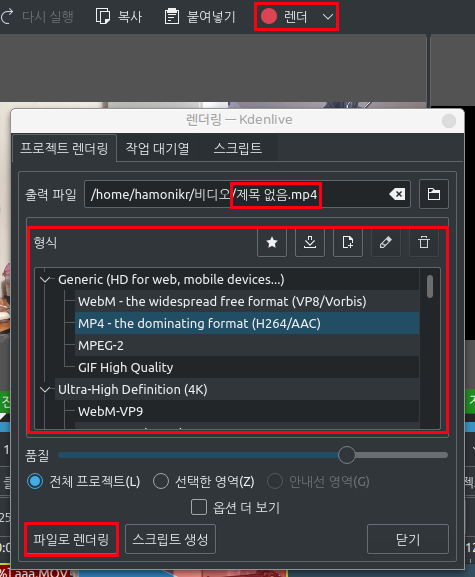 다시 실행 복사 붙여넣기 렌더
렌더링 — Kdenlive
프로젝트 렌더링 작업 대기열 스크립트
출력 파일 /home/hamonikr/비디오/제목 없음.mp4
형식
Generic (HD for web, mobile devices...)
WebM - the widespread free format (VP8/Vorbis)
MP4 - the dominating format (H264/AAC)
MPEG-2
GIF High Quality
Ultra-High Definition (4K)
WebM-VP9
품질
전체 프로젝트(L) 선택한 영역(Z) 안내선 영역(G)
옵션 더 보기
파일로 렌더링 스크립트 생성 닫기
aaa.MOV